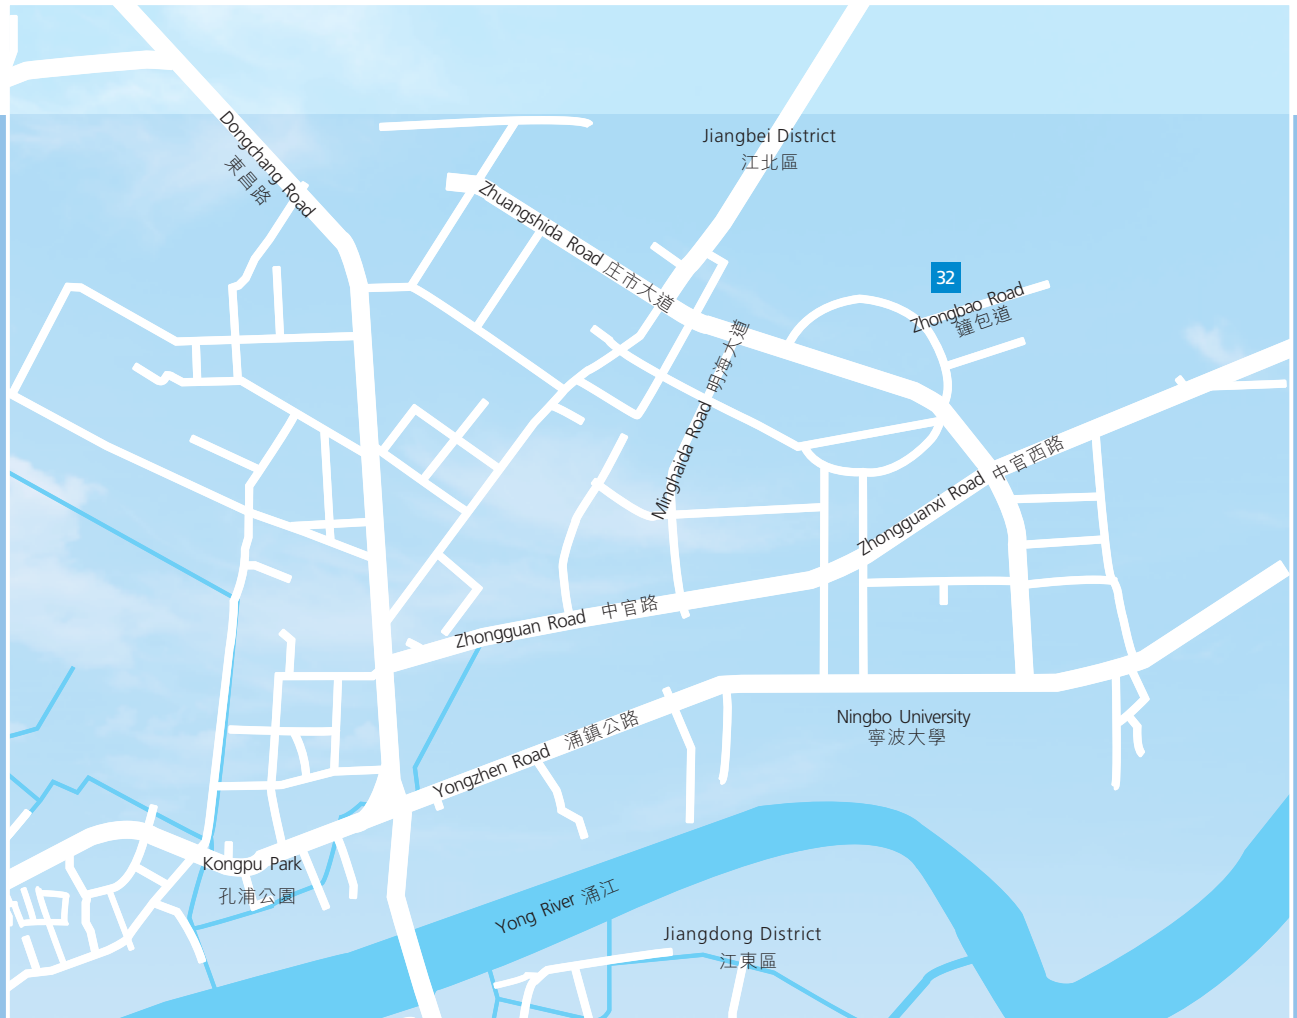 Dongchang Road
東昌路
Jiangbei District
江北區
Zhuangshida Road 庄市大道
32
Zhongbao Road
鐘包道
Minghaida Road 明海大道
Zhongguanxi Road 中官西路
Zhongguan Road 中官路
Yongzhen Road 涌鎮公路
Ningbo University
寧波大學
Kongpu Park
孔浦公園
Yong River 涌江
Jiangdong District
江東區